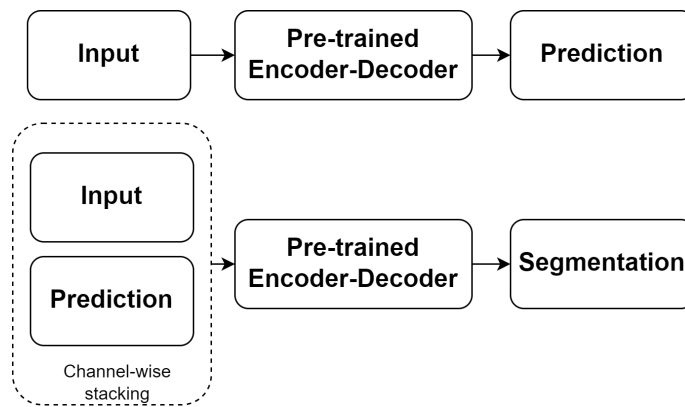 Input
Pre-trained
Encoder-Decoder
Prediction
Input
Prediction
Channel-wise
stacking
Pre-trained
Encoder-Decoder
Segmentation